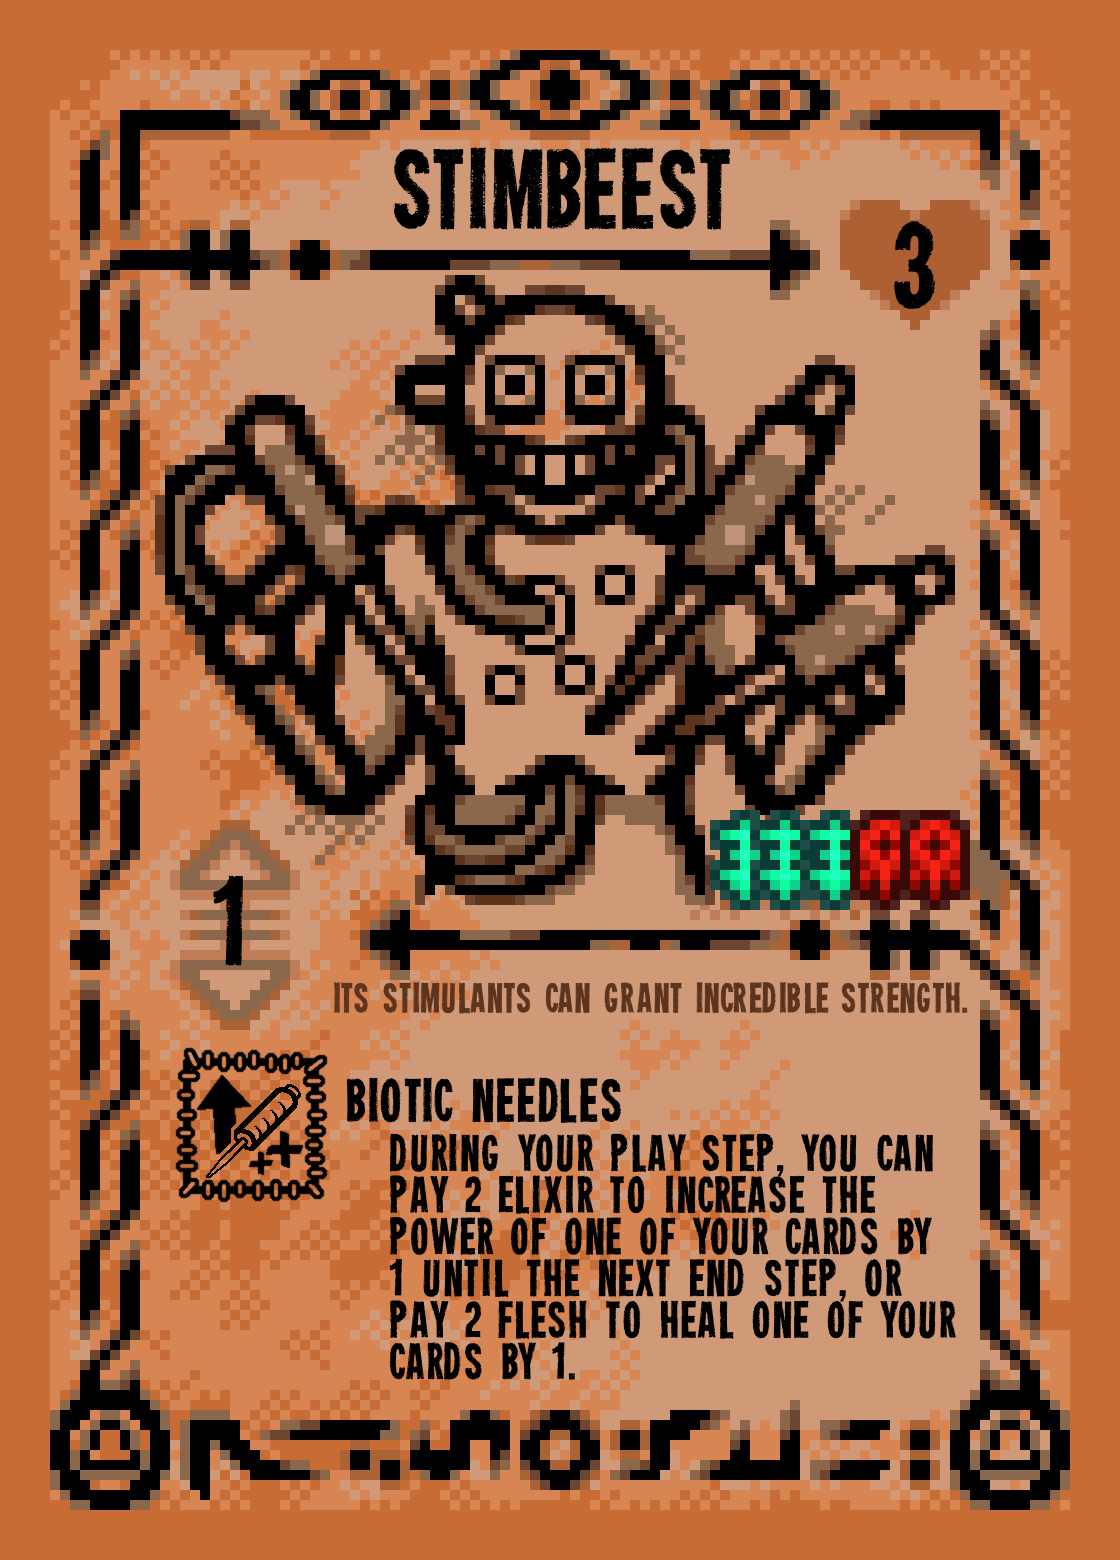 STIMBEEST
3
1
ITS STIMULANTS CAN GRANT INCREDIBLE STRENGTH.
BIOTIC NEEDLES
DURING YOUR PLAY STEP, YOU CAN
PAY 2 ELIXIR TO INCREASE THE
POWER OF ONE OF YOUR CARDS BY
1 UNTIL THE NEXT END STEP, OR
PAY 2 FLESH TO HEAL ONE OF YOUR
CARDS BY 1.